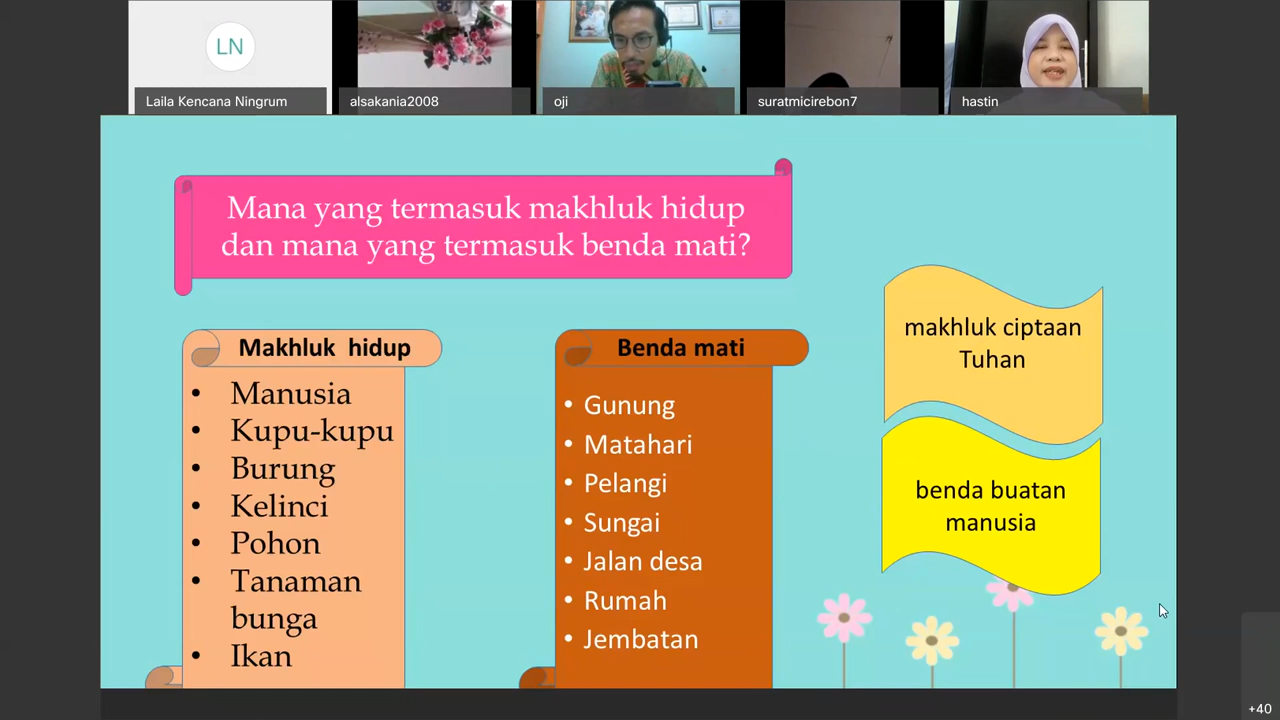 LN
Laila Kencana Ningrum
alsakania2008
oji
suratmicirebon7
hastin
Mana yang termasuk makhluk hidup
dan mana yang termasuk benda mati?
Makhluk hidup
• Manusia
• Kupu-kupu
• Burung
• Kelinci
• Pohon
• Tanaman
bunga
• Ikan
Benda mati
• Gunung
• Matahari
• Pelangi
• Sungai
• Jalan desa
• Rumah
• Jembatan
makhluk ciptaan
Tuhan
benda buatan
manusia
+40